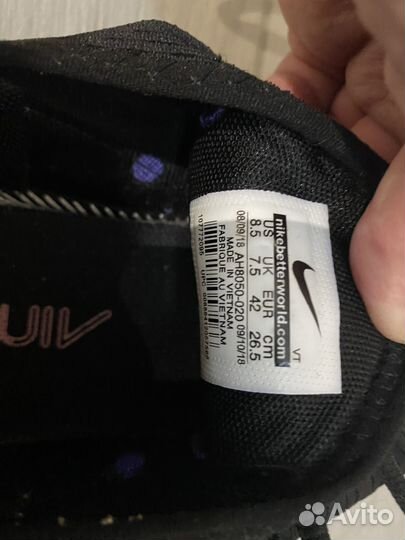 nikebetterworld.com
US UK EUR cm
8.5 7.5 42 26.5
VT
AH8050-020
08/09/18 09/10/18
MADE IN VIETNAM
FABRIQUE AU VIETNAM
107772095
Avito